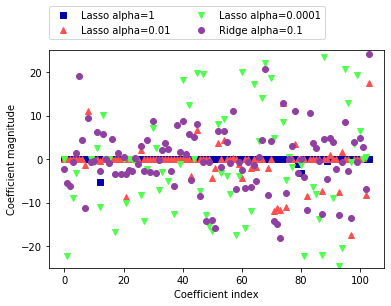 Lasso alpha=1
Lasso alpha=0.01
Lasso alpha=0.0001
Ridge alpha=0.1
20
10
0
−10
−20
Coefficient magnitude
0
20
40
60
80
100
Coefficient index